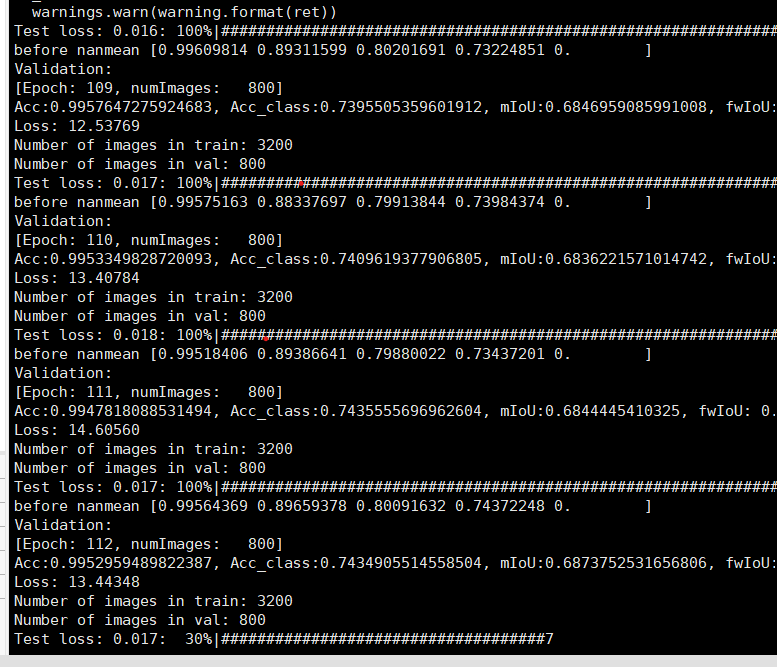 warnings.warn(warning.format(ret))
Test loss: 0.016: 100%|##############################################################
before nanmean [0.99609814 0.89311599 0.80201691 0.73224851 0.        ]
Validation:
[Epoch: 109, numImages:   800]
Acc:0.9957647275924683, Acc_class:0.7395505359601912, mIoU:0.6846959085991008, fwIoU:
Loss: 12.53769
Number of images in train: 3200
Number of images in val: 800
Test loss: 0.017: 100%|##############################################################
before nanmean [0.99575163 0.88337697 0.79913844 0.73984374 0.        ]
Validation:
[Epoch: 110, numImages:   800]
Acc:0.9953349828720093, Acc_class:0.7409619377906805, mIoU:0.6836221571014742, fwIoU:
Loss: 13.40784
Number of images in train: 3200
Number of images in val: 800
Test loss: 0.018: 100%|##############################################################
before nanmean [0.99518406 0.89386641 0.79880022 0.73437201 0.        ]
Validation:
[Epoch: 111, numImages:   800]
Acc:0.9947818088531494, Acc_class:0.7435555696962604, mIoU:0.6844445410325, fwIoU: 0.
Loss: 14.60560
Number of images in train: 3200
Number of images in val: 800
Test loss: 0.017: 100%|##############################################################
before nanmean [0.99564369 0.89659378 0.80091632 0.74372248 0.        ]
Validation:
[Epoch: 112, numImages:   800]
Acc:0.9952959489822387, Acc_class:0.7434905514558504, mIoU:0.6873752531656806, fwIoU:
Loss: 13.44348
Number of images in train: 3200
Number of images in val: 800
Test loss: 0.017:  30%|####################################7